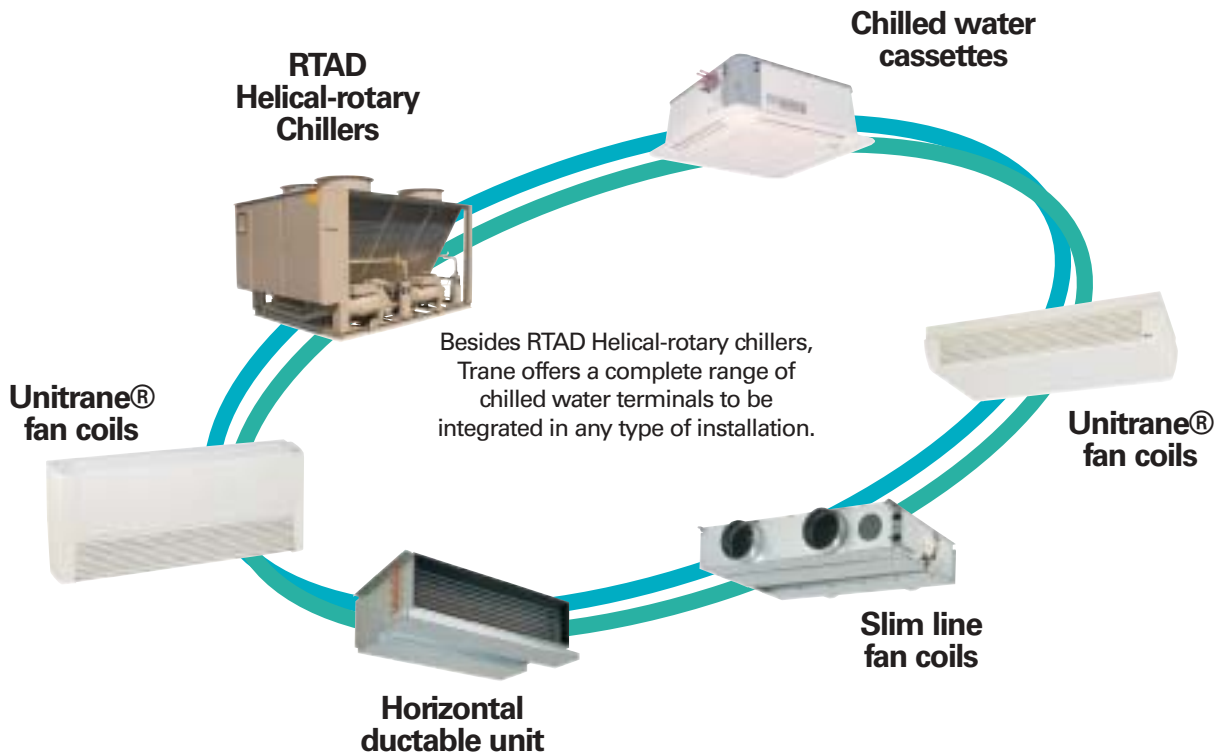 Chilled water
cassettes
RTAD
Helical-rotary
Chillers
Besides RTAD Helical-rotary chillers,
Trane offers a complete range of
chilled water terminals to be
integrated in any type of installation.
Unitrane®
fan coils
Unitrane®
fan coils
Slim line
fan coils
Horizontal
ductable unit